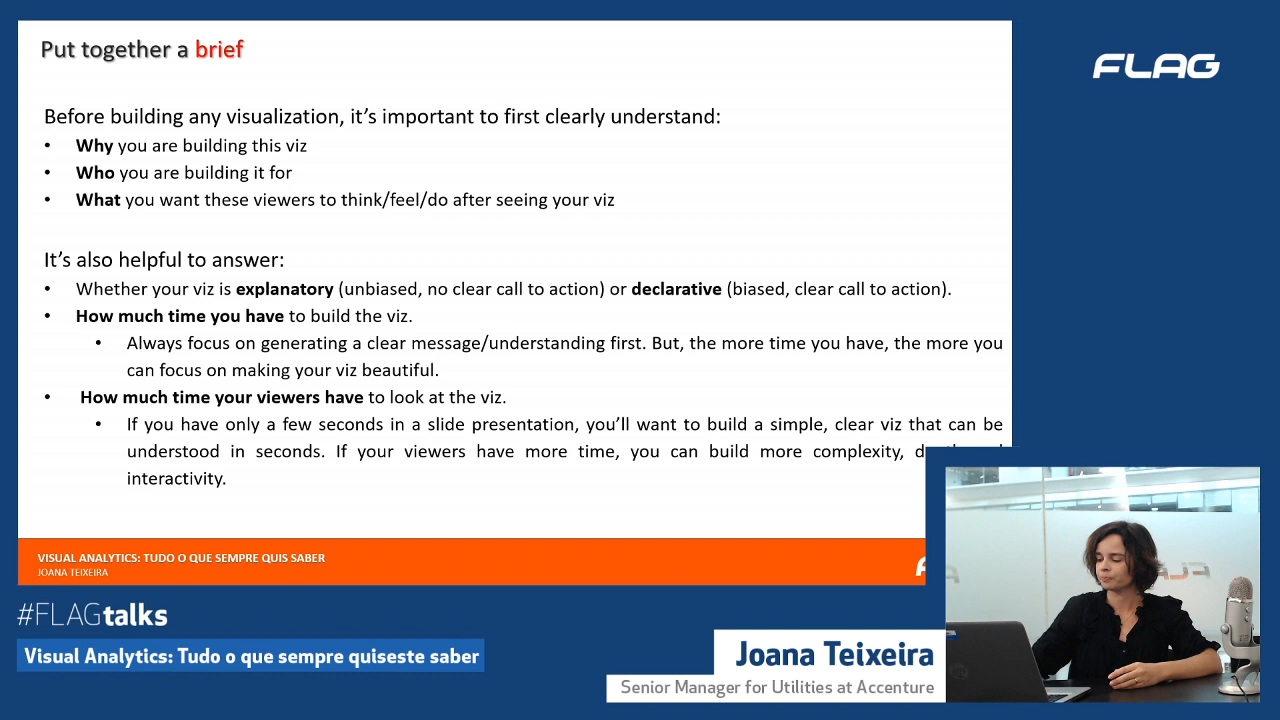 Put together a brief
FLAG
Before building any visualization, it's important to first clearly understand:
• Why you are building this viz
• Who you are building it for
• What you want these viewers to think/feel/do after seeing your viz
It's also helpful to answer:
• Whether your viz is explanatory (unbiased, no clear call to action) or declarative (biased, clear call to action).
• How much time you have to build the viz.
• Always focus on generating a clear message/understanding first. But, the more time you have, the more you
can focus on making your viz beautiful.
• How much time your viewers have to look at the viz.
• If you have only a few seconds in a slide presentation, you'll want to build a simple, clear viz that can be
understood in seconds. If your viewers have more time, you can build more complexity,
interactivity.
VISUAL ANALYTICS: TUDO O QUE SEMPRE QUIS SABER
JOANA TEIXEIRA
#FLAGtalks
Visual Analytics: Tudo o que sempre quiseste saber
Joana Teixeira
Senior Manager for Utilities at Accenture